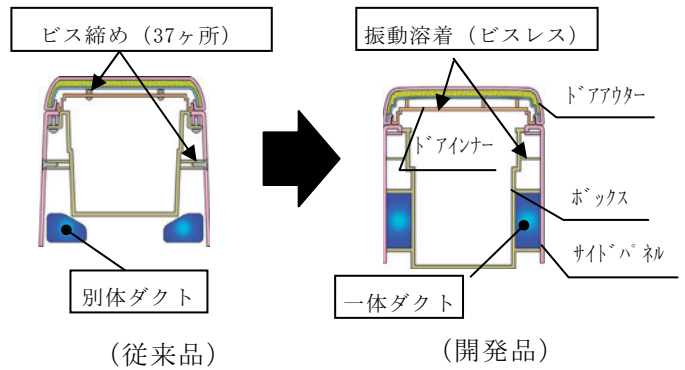 ビス締め（37ヶ所）
振動溶着（ビスレス）
ﾄﾞｱアウター
ﾄﾞｱインナー
ﾎﾞｯｸｽ
ｻｲﾄﾞﾊﾟﾈﾙ
別体ダクト
一体ダクト
（従来品）
（開発品）